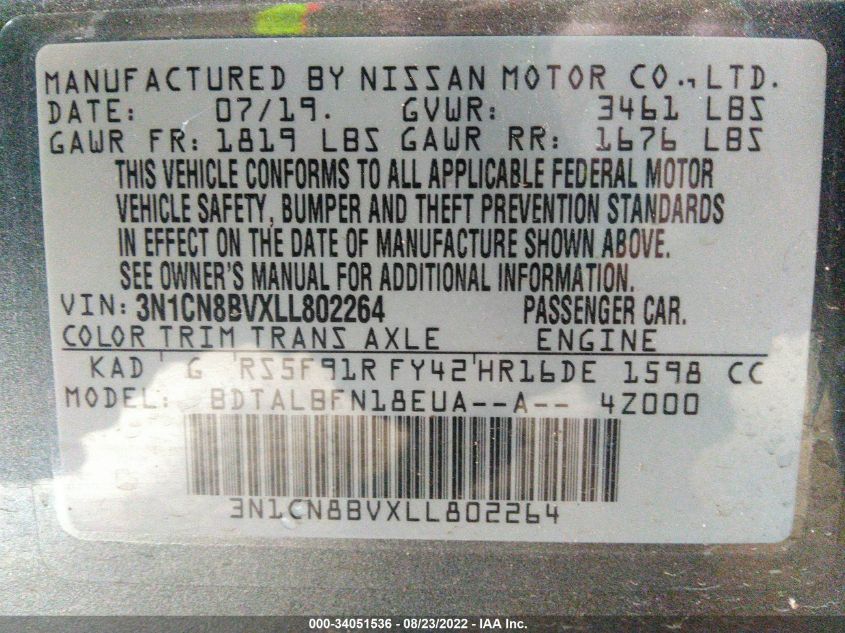 MANUFACTURED BY NISSAN MOTOR CO., LTD.
DATE: 07/19. GVWR: 3461 LBS
GAWR FR: 1819 LBS GAWR RR: 1676 LBS
THIS VEHICLE CONFORMS TO ALL APPLICABLE FEDERAL MOTOR
VEHICLE SAFETY, BUMPER AND THEFT PREVENTION STANDARDS
IN EFFECT ON THE DATE OF MANUFACTURE SHOWN ABOVE.
SEE OWNER'S MANUAL FOR ADDITIONAL INFORMATION.
VIN: 3N1CN8BVXLL802264 PASSENGER CAR.
COLOR TRIM TRANS AXLE ENGINE
KAD G RS5F91R FY42 HR16DE 1598 CC
MODEL: BDTALBFN18EUA--A-- 4Z000
3N1CN8BVXLL802264
000-34051536 - 08/23/2022 - IAA Inc.